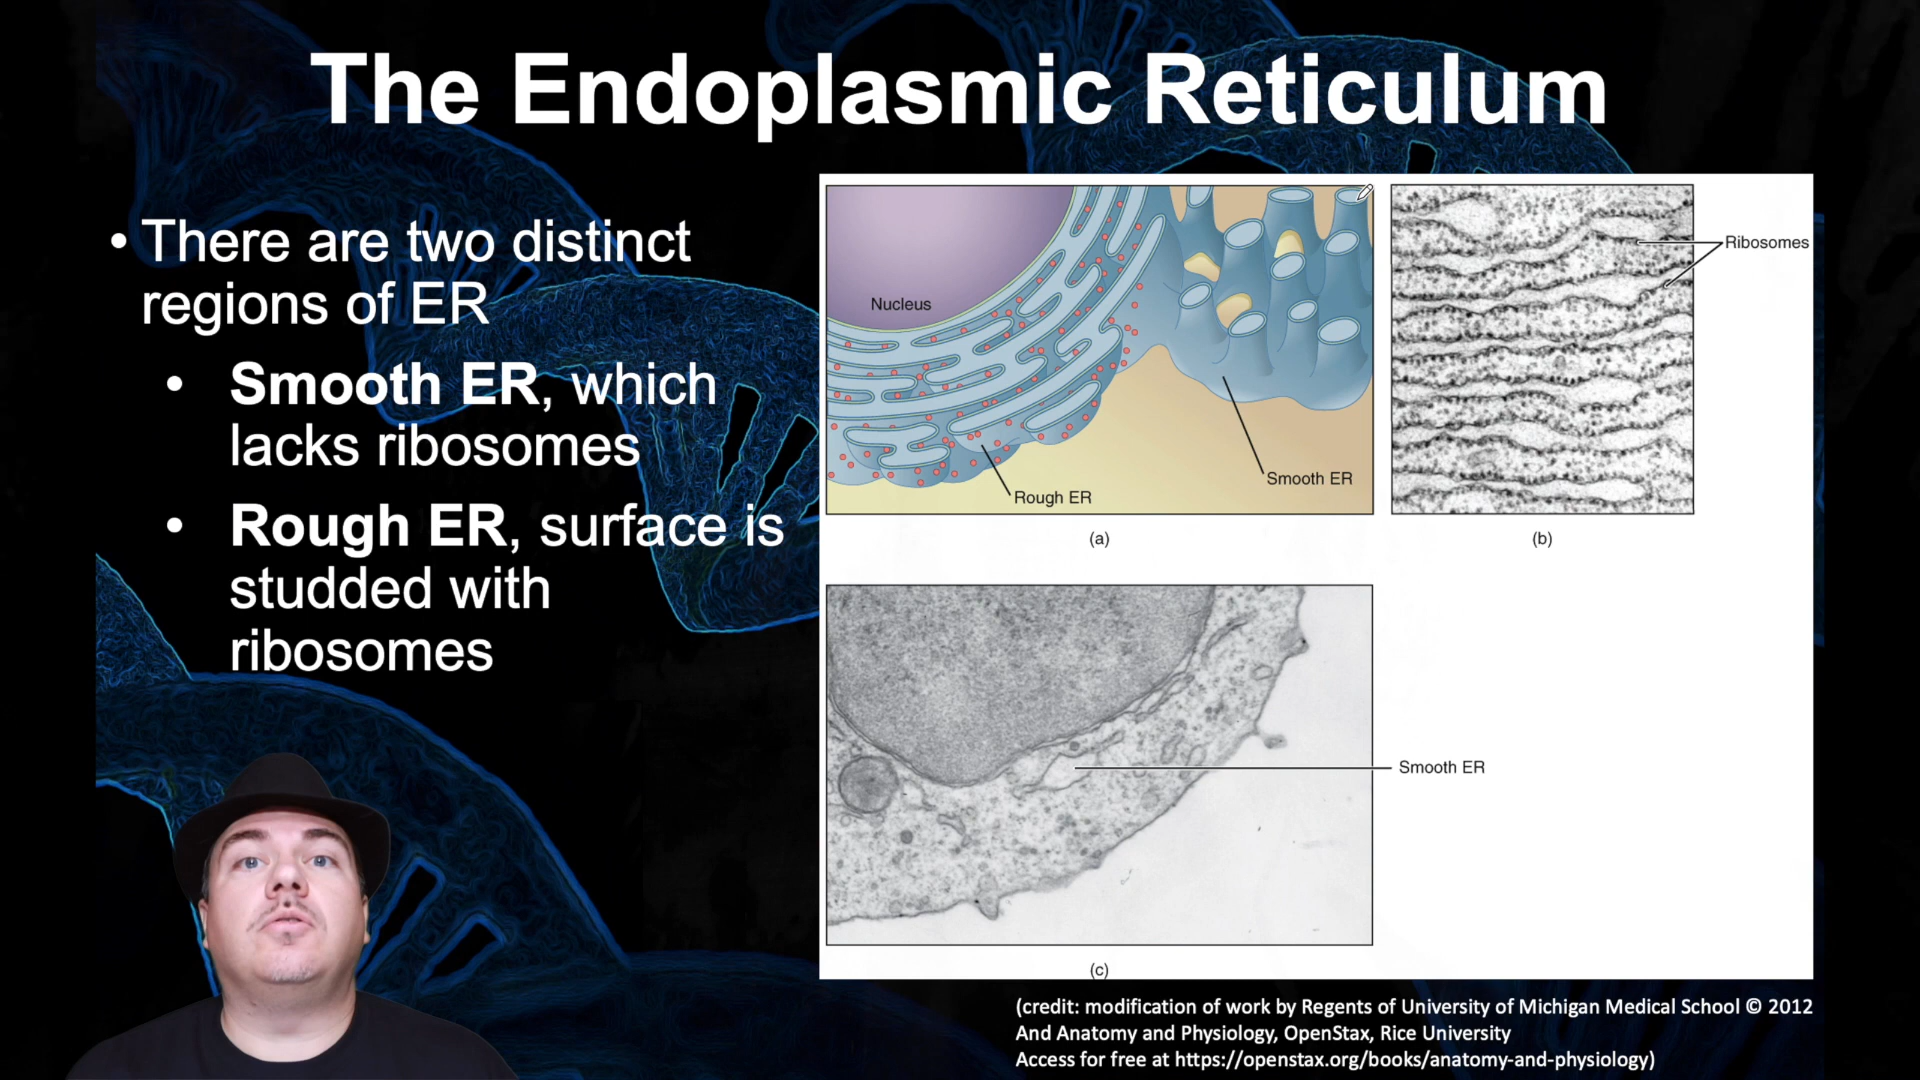 The Endoplasmic Reticulum
• There are two distinct
regions of ER
• Smooth ER, which
lacks ribosomes
• Rough ER, surface is
studded with
ribosomes
Nucleus
Rough ER
Smooth ER
(a)
Ribosomes
(b)
Smooth ER
(c)
(credit: modification of work by Regents of University of Michigan Medical School © 2012
And Anatomy and Physiology, OpenStax, Rice University
Access for free at https://openstax.org/books/anatomy-and-physiology)